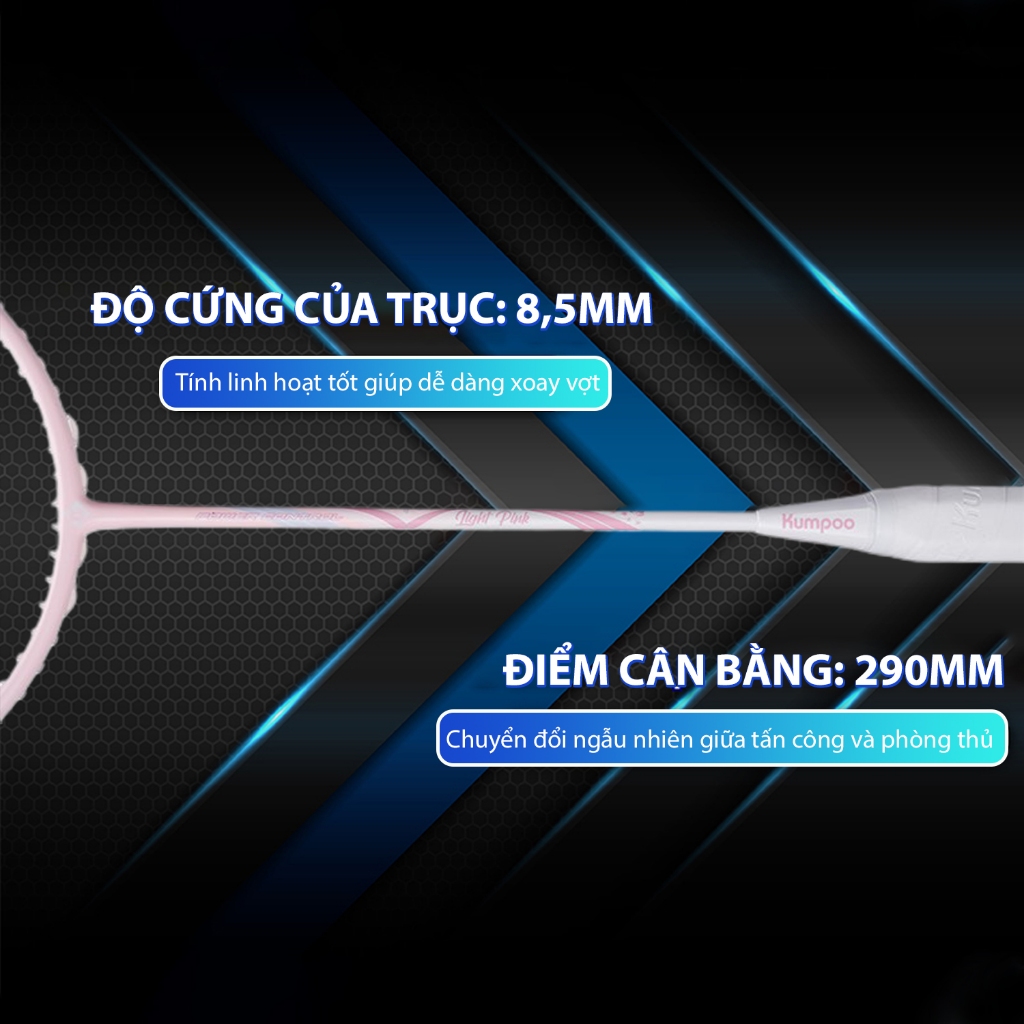 ĐỘ CỨNG CỦA TRỤC: 8,5MM
Tính linh hoạt tốt giúp dễ dàng xoay vợt
Light Pink
Kumpoo
ĐIỂM CÂN BẰNG: 290MM
Chuyển đổi ngẫu nhiên giữa tấn công và phòng thủ